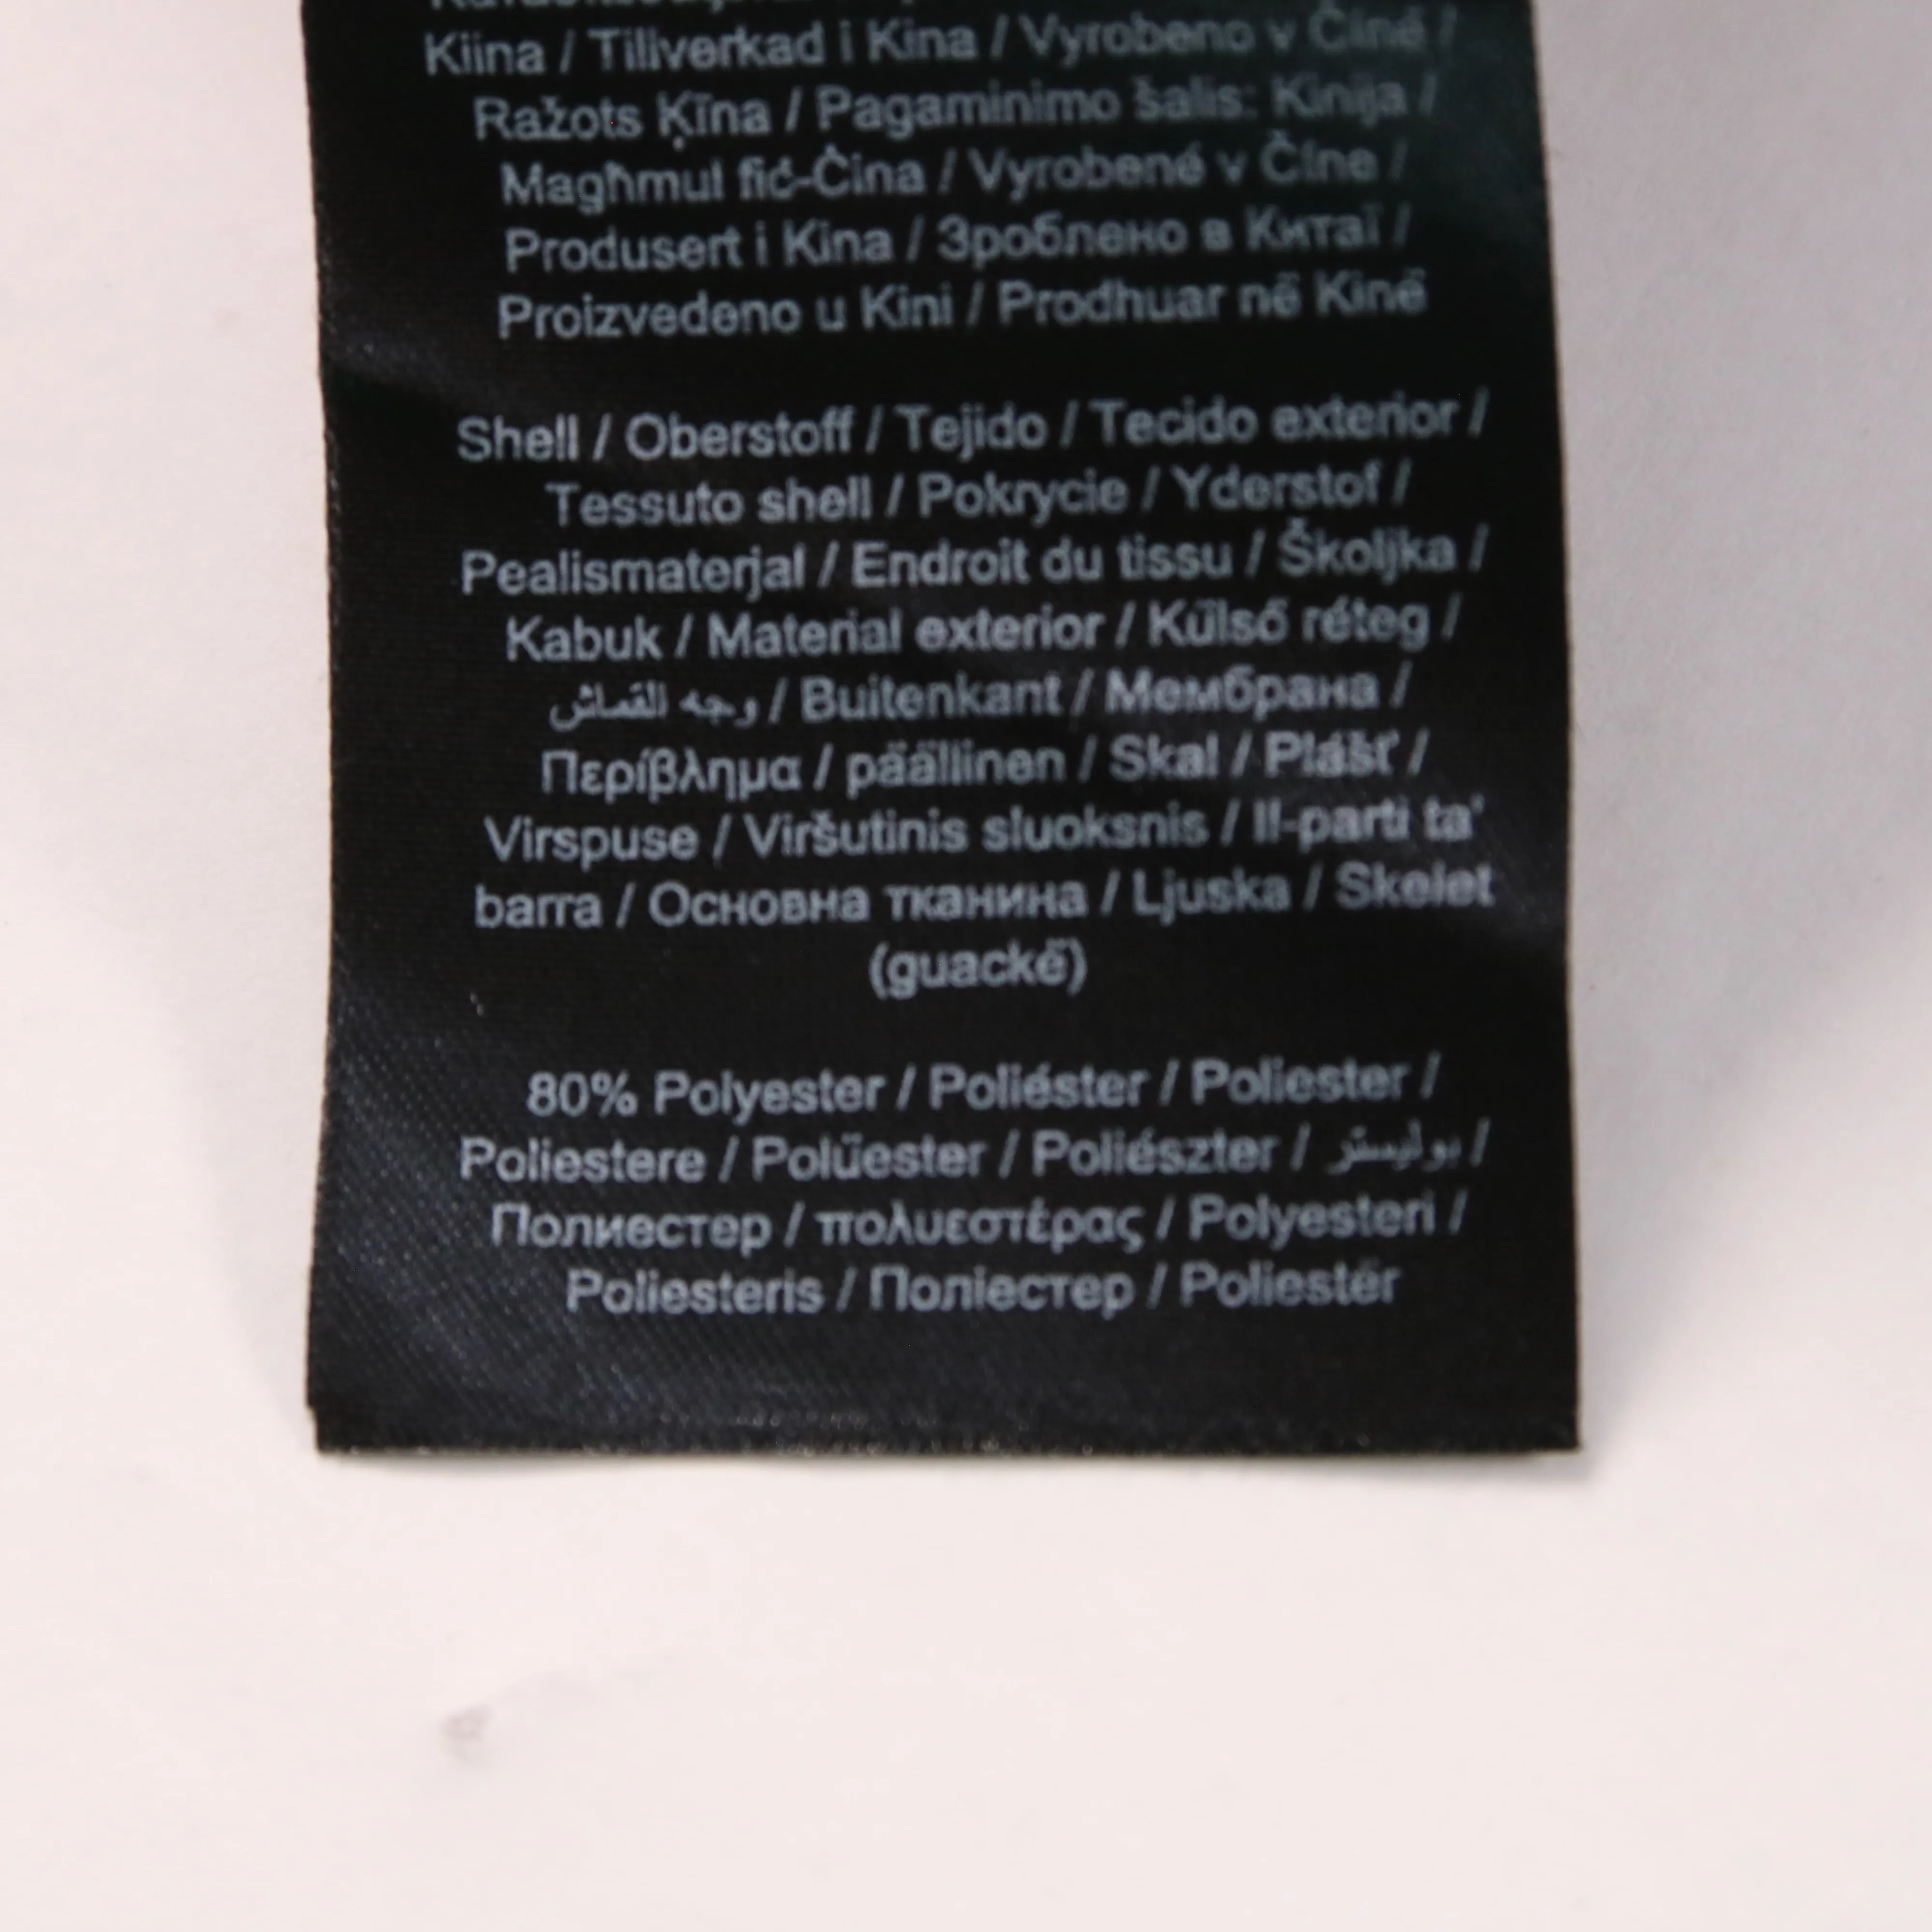 Kiina / Tillverkad i Kina / Vyrobeno v Číně /
Ražots Ķīna / Pagaminimo šalis: Kinija /
Magħmul fiċ-Ċina / Vyrobené v Číne /
Produsert i Kina / Зроблено в Китаї /
Proizvedeno u Kini / Prodhuar në Kinë
Shell / Oberstoff / Tejido / Tecido exterior /
Tessuto shell / Pokrycie / Yderstof /
Pealismaterjal / Endroit du tissu / Školjka /
Kabuk / Material exterior / Külső réteg /
وجه القماش / Buitenkant / Мембрана /
Περίβλημα / päällinen / Skal / Plášť /
Virspuse / Viršutinis sluoksnis / Il-parti ta'
barra / Основна тканина / Ljuska / Skelet
(guackë)
80% Polyester / Poliéster / Poliester /
Poliestere / Polüester / Poliészter / بوليستر /
Полиестер / πολυεστέρας / Polyesteri /
Poliesteris / Поліестер / Poliestër